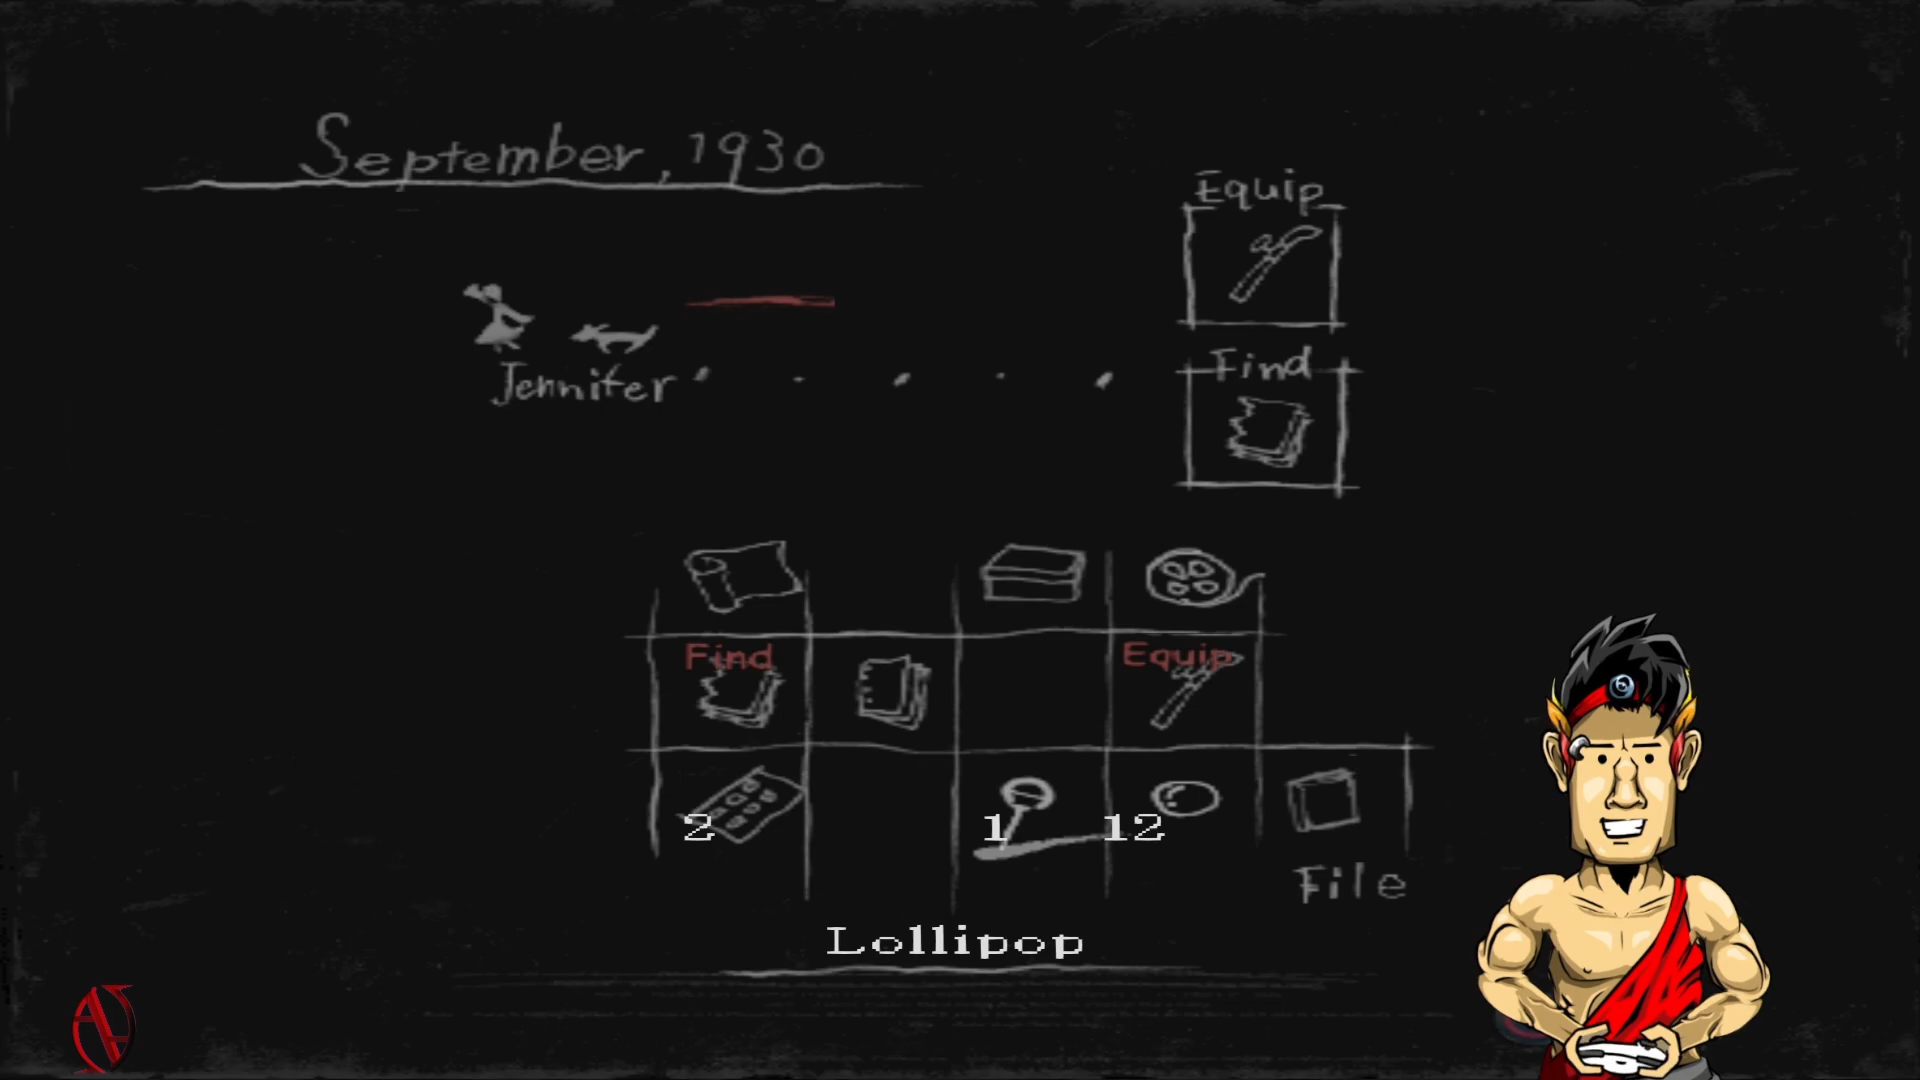 September, 1930
Equip
Jennifer
Find
Find
Equip
2
1
12
File
Lollipop